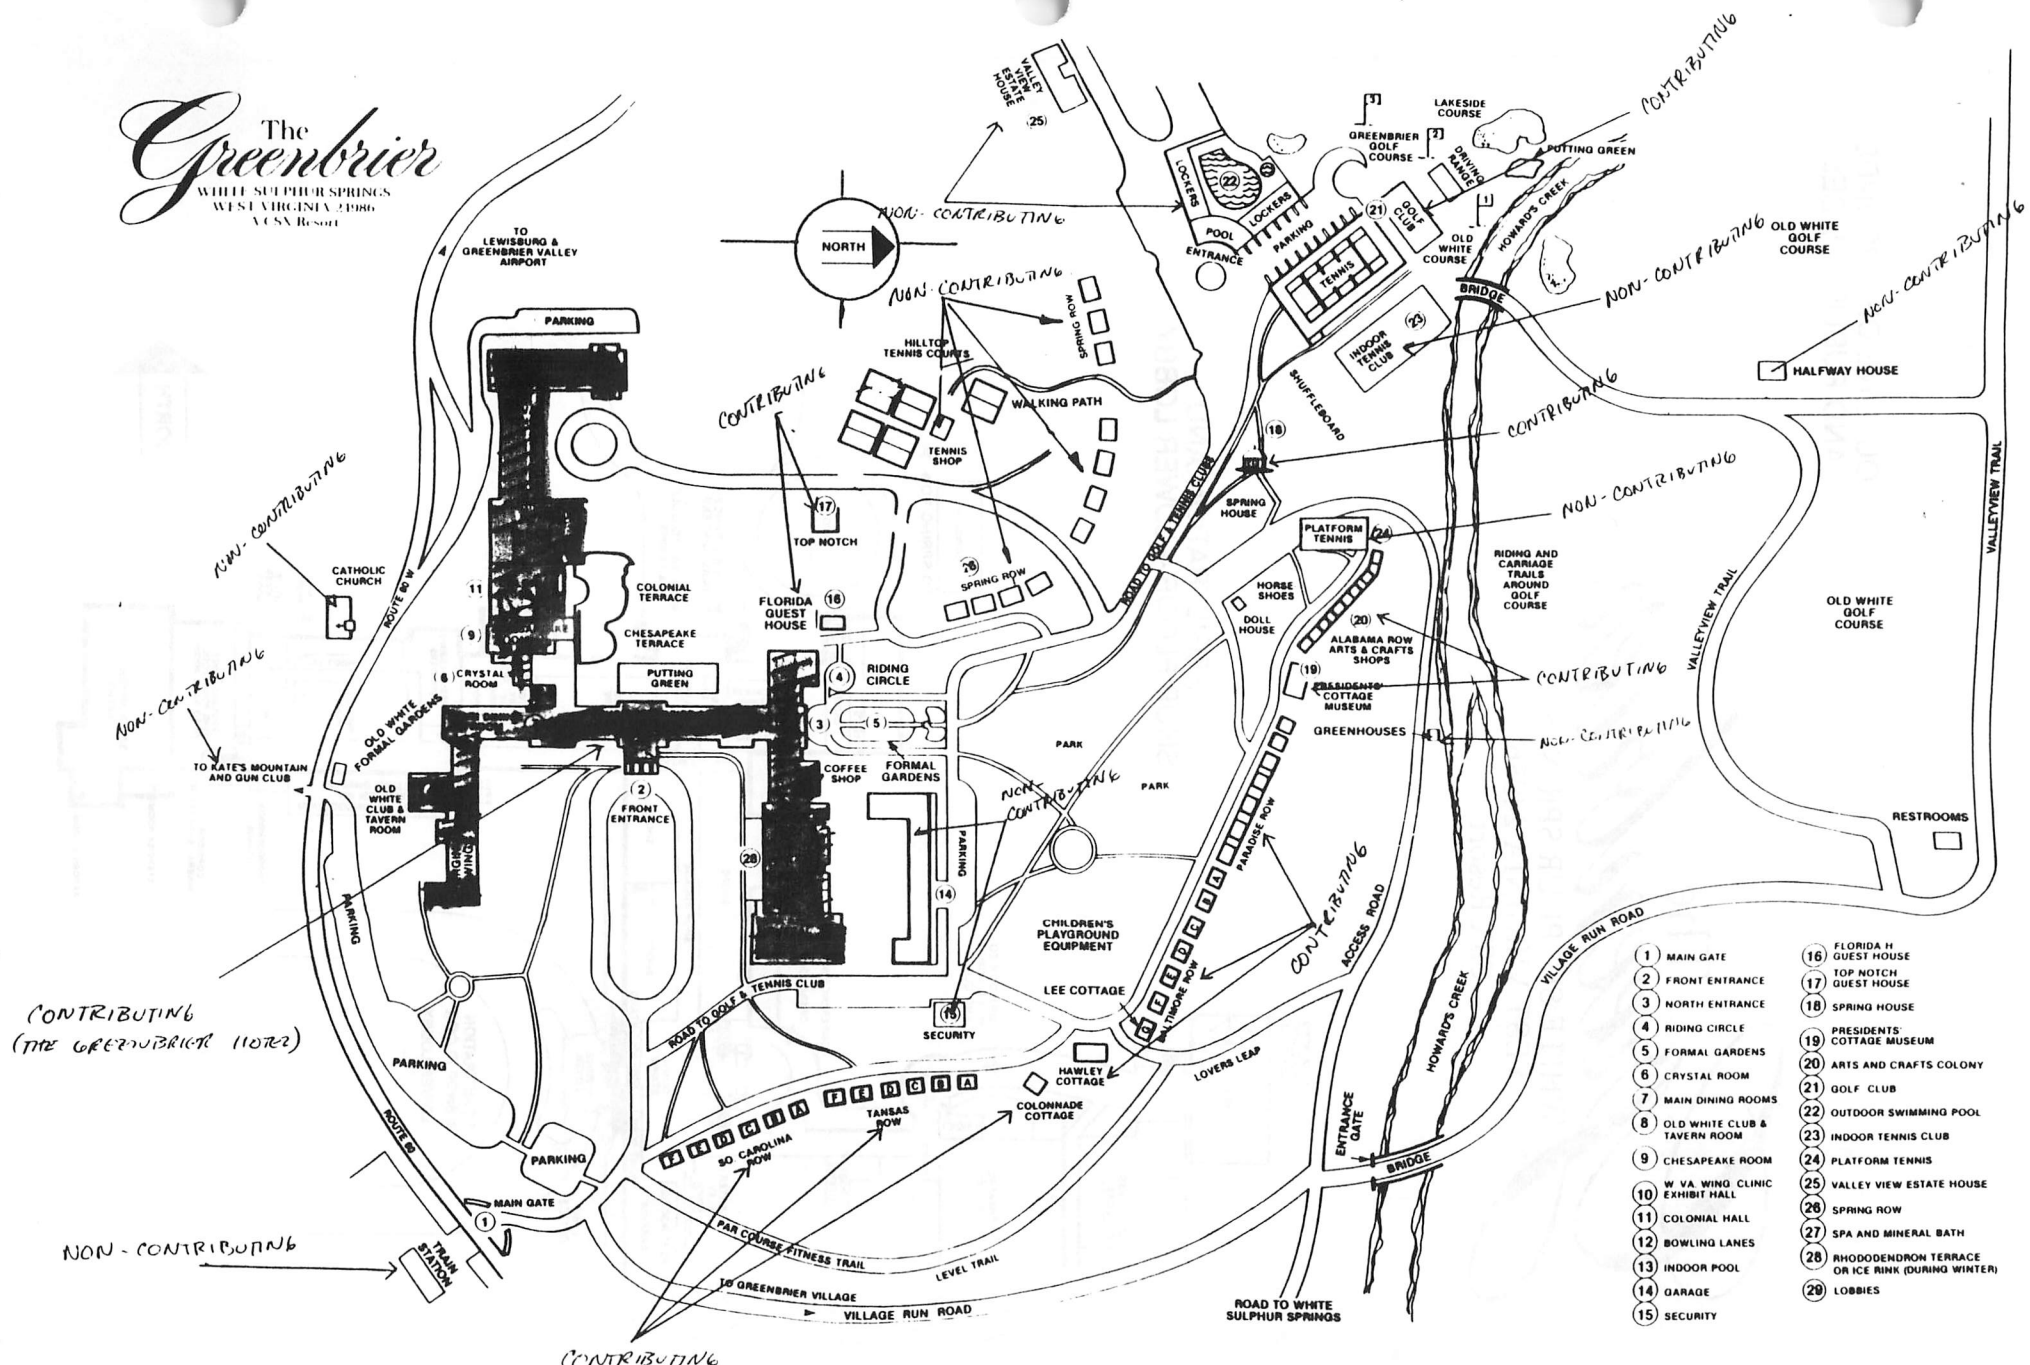 The
Greenbrier
WHITE SULPHUR SPRINGS
WEST VIRGINIA 24986
A CSX Resort
TO
LEWISBURG &
GREENBRIER VALLEY
AIRPORT
NORTH
VALLEY
VIEW
ESTATE
HOUSE
25
NON-CONTRIBUTING
LOCKERS
22
LOCKERS
POOL
ENTRANCE
PARKING
3
GREENBRIER
GOLF
COURSE
2
LAKESIDE
COURSE
DRIVING
RANGE
PUTTING GREEN
CONTRIBUTING
21
GOLF
CLUB
1
OLD
WHITE
COURSE
HOWARD'S CREEK
TENNIS
BRIDGE
OLD WHITE
GOLF
COURSE
NON-CONTRIBUTING
NON-CONTRIBUTING
HALFWAY HOUSE
23
INDOOR
TENNIS
CLUB
SHUFFLEBOARD
PARKING
NON-CONTRIBUTING
SPRING ROW
HILLTOP
TENNIS COURTS
WALKING PATH
TENNIS
SHOP
CONTRIBUTING
17
TOP NOTCH
18
SPRING
HOUSE
CONTRIBUTING
NON-CONTRIBUTING
PLATFORM
TENNIS
24
RIDING AND
CARRIAGE
TRAILS
AROUND
GOLF
COURSE
VALLEYVIEW TRAIL
VALLEYVIEW TRAIL
OLD WHITE
GOLF
COURSE
NON-CONTRIBUTING
CATHOLIC
CHURCH
ROUTE 60 W
11
COLONIAL
TERRACE
9
CHESAPEAKE
TERRACE
6
CRYSTAL
ROOM
PUTTING
GREEN
FLORIDA
GUEST
HOUSE
16
26
SPRING ROW
ROAD TO GOLF & TENNIS CLUBS
HORSE
SHOES
DOLL
HOUSE
20
ALABAMA ROW
ARTS & CRAFTS
SHOPS
19
PRESIDENTS'
COTTAGE
MUSEUM
CONTRIBUTING
GREENHOUSES
NON-CONTRIBUTING
4
RIDING
CIRCLE
3
5
FORMAL
GARDENS
COFFEE
SHOP
NON-CONTRIBUTING
TO KATE'S MOUNTAIN
AND GUN CLUB
OLD WHITE
FORMAL GARDENS
OLD
WHITE
CLUB &
TAVERN
ROOM
WING
2
FRONT
ENTRANCE
28
14
PARKING
NON-
CONTRIBUTING
PARK
PARK
PARADISE ROW
CONTRIBUTING
ACCESS ROAD
RESTROOMS
PARKING
CHILDREN'S
PLAYGROUND
EQUIPMENT
A
B
C
D
E
F
G
BALTIMORE ROW
LEE COTTAGE
15
SECURITY
ROAD TO GOLF & TENNIS CLUB
HAWLEY
COTTAGE
COLONNADE
COTTAGE
LOVERS LEAP
HOWARD'S CREEK
VILLAGE RUN ROAD
CONTRIBUTING
(THE GREENBRIER HOTEL)
PARKING
ROUTE 60
PARKING
F E D C B A
SO. CAROLINA
ROW
F E D C B A
TANSAS
ROW
ENTRANCE
GATE
BRIDGE
MAIN GATE
1
NON-CONTRIBUTING
TRAIN
STATION
PAR COURSE FITNESS TRAIL
LEVEL TRAIL
TO GREENBRIER VILLAGE
VILLAGE RUN ROAD
ROAD TO WHITE
SULPHUR SPRINGS
CONTRIBUTING
1 MAIN GATE
2 FRONT ENTRANCE
3 NORTH ENTRANCE
4 RIDING CIRCLE
5 FORMAL GARDENS
6 CRYSTAL ROOM
7 MAIN DINING ROOMS
8 OLD WHITE CLUB &
TAVERN ROOM
9 CHESAPEAKE ROOM
10 W VA. WING CLINIC
EXHIBIT HALL
11 COLONIAL HALL
12 BOWLING LANES
13 INDOOR POOL
14 GARAGE
15 SECURITY
16 FLORIDA H
GUEST HOUSE
17 TOP NOTCH
GUEST HOUSE
18 SPRING HOUSE
19 PRESIDENTS'
COTTAGE MUSEUM
20 ARTS AND CRAFTS COLONY
21 GOLF CLUB
22 OUTDOOR SWIMMING POOL
23 INDOOR TENNIS CLUB
24 PLATFORM TENNIS
25 VALLEY VIEW ESTATE HOUSE
26 SPRING ROW
27 SPA AND MINERAL BATH
28 RHODODENDRON TERRACE
OR ICE RINK (DURING WINTER)
29 LOBBIES